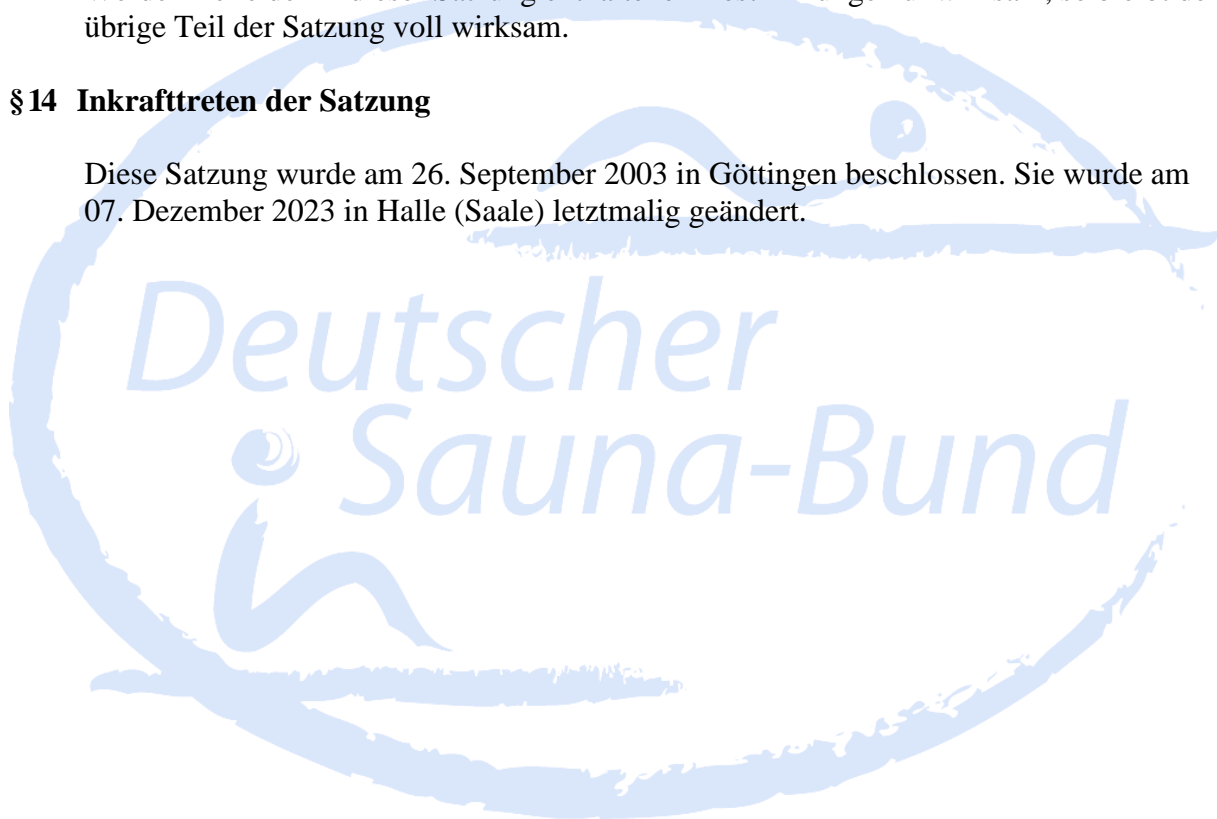 übrige Teil der Satzung voll wirksam.
§ 14 Inkrafttreten der Satzung
Diese Satzung wurde am 26. September 2003 in Göttingen beschlossen. Sie wurde am
07. Dezember 2023 in Halle (Saale) letztmalig geändert.
Deutscher
Sauna-Bund